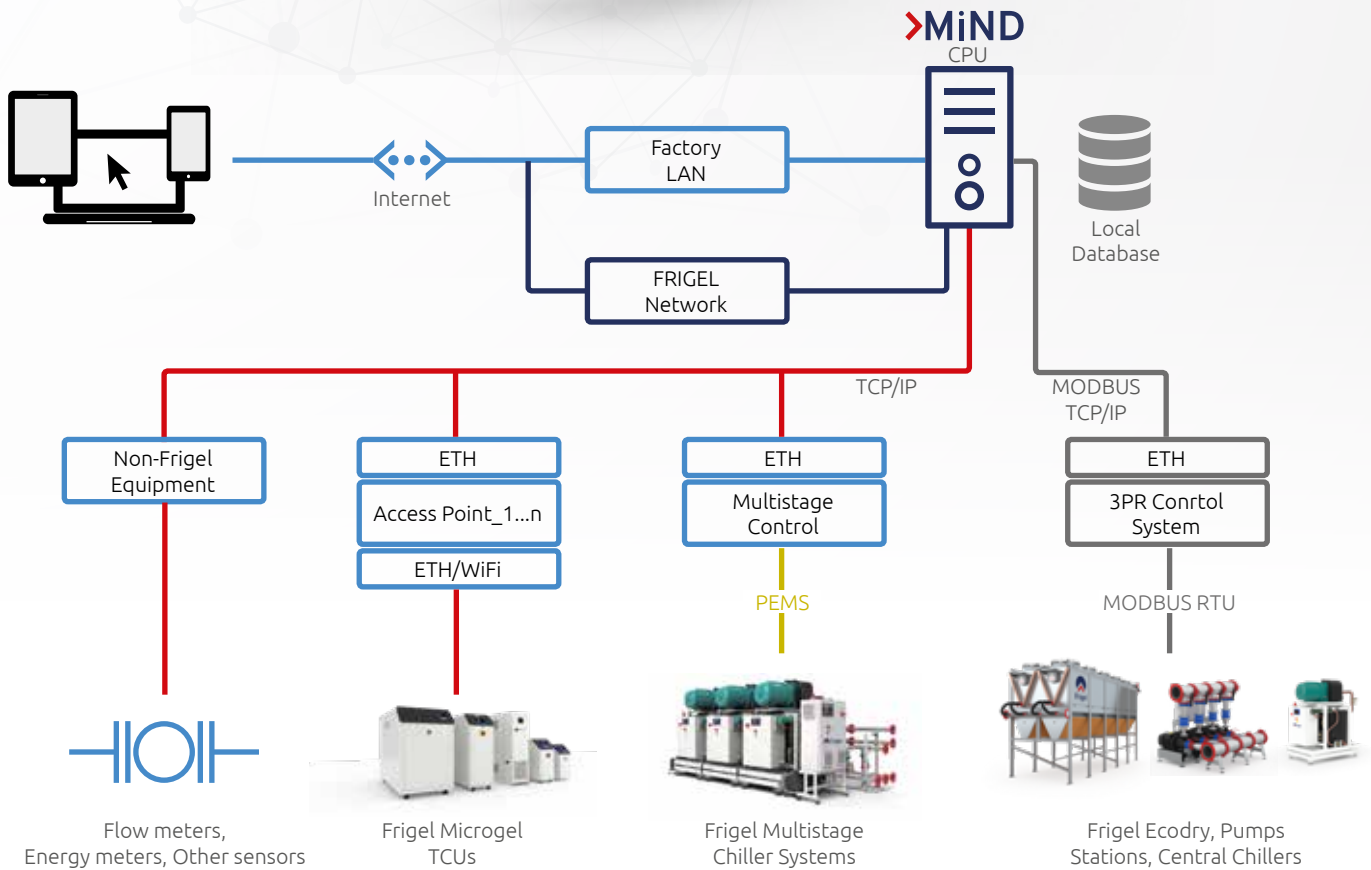 >MiND
CPU
Factory
LAN
Internet
Local
Database
FRIGEL
Network
TCP/IP
MODBUS
TCP/IP
Non-Frigel
Equipment
ETH
Access Point_1...n
ETH/WiFi
ETH
Multistage
Control
ETH
3PR Conrtol
System
PEMS
MODBUS RTU
Flow meters,
Energy meters, Other sensors
Frigel Microgel
TCUs
Frigel Multistage
Chiller Systems
Frigel Ecodry, Pumps
Stations, Central Chillers